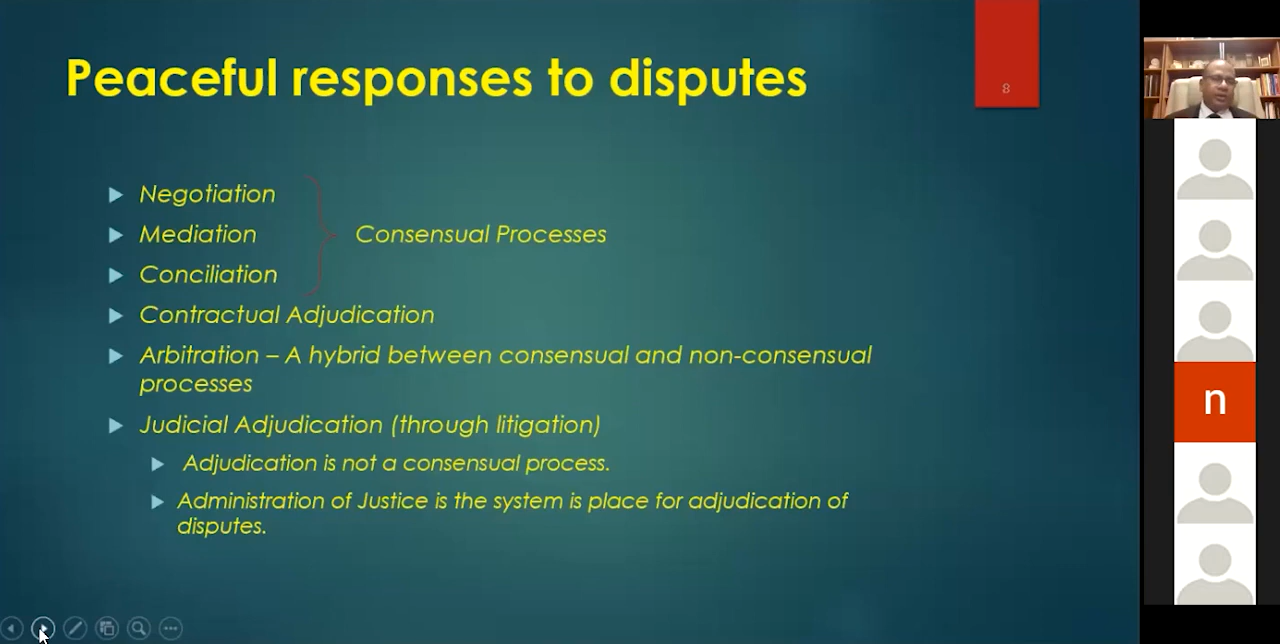 Peaceful responses to disputes
8
Negotiation
Mediation
Consensual Processes
Conciliation
Contractual Adjudication
Arbitration – A hybrid between consensual and non-consensual
processes
Judicial Adjudication (through litigation)
Adjudication is not a consensual process.
Administration of Justice is the system is place for adjudication of
disputes.
n